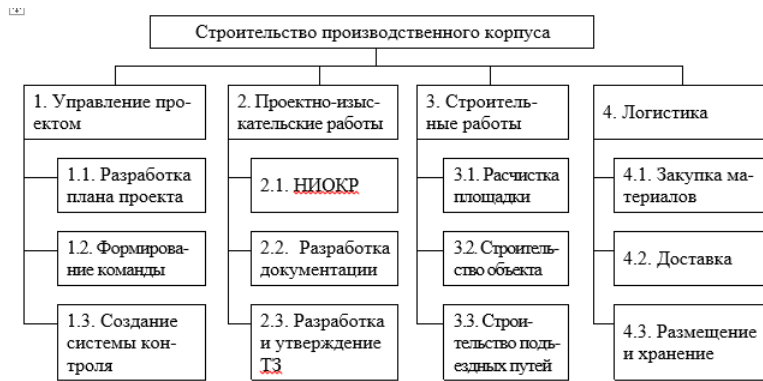 Строительство производственного корпуса
1. Управление про-
ектом
1.1. Разработка
плана проекта
1.2. Формирова-
ние команды
1.3. Создание
системы кон-
троля
2. Проектно-изыс-
кательские работы
2.1. НИОКР
2.2. Разработка
документации
2.3. Разработка
и утверждение
ТЗ
3. Строитель-
ные работы
3.1. Расчистка
площадки
3.2. Строитель-
ство объекта
3.3. Строи-
тельство подъ-
ездных путей
4. Логистика
4.1. Закупка ма-
териалов
4.2. Доставка
4.3. Размещение
и хранение